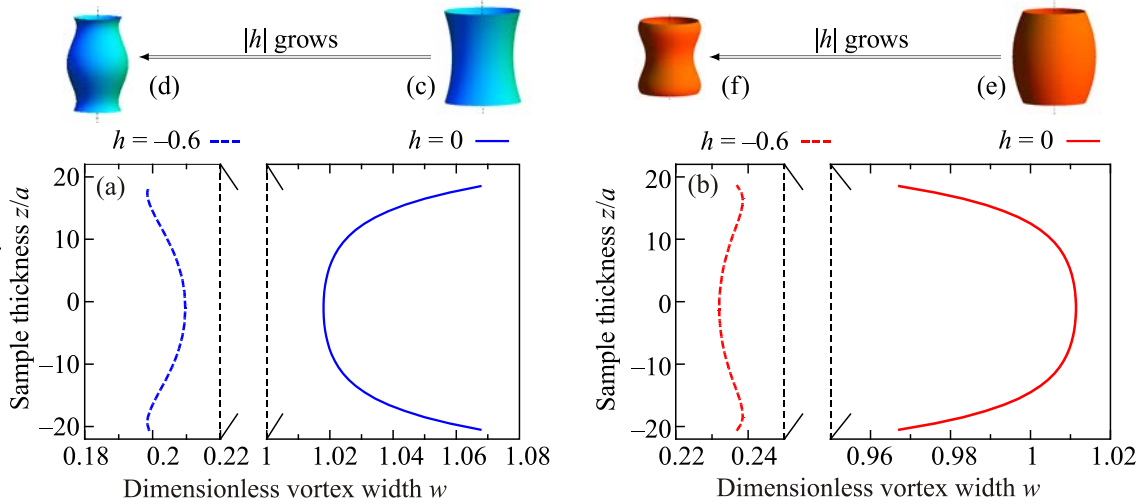 |h| grows
|h| grows
(d)
(c)
(f)
(e)
h = –0.6
h = 0
h = –0.6
h = 0
(a)
(b)
Sample thickness z/a
20
10
0
–10
–20
Sample thickness z/a
20
10
0
–10
–20
0.18
0.2
0.22
1
1.02
1.04
1.06
1.08
0.22
0.24
0.96
0.98
1
1.02
Dimensionless vortex width w
Dimensionless vortex width w